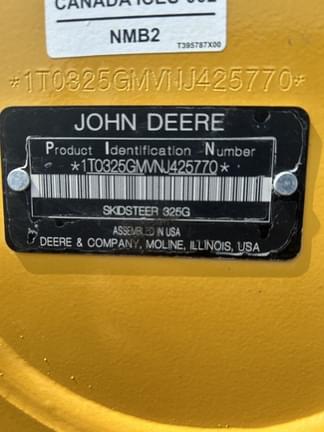 CANADA ICES-002
NMB2
T395787X00
*1T0325GMVNJ425770*
JOHN DEERE
Product Identification Number
*1T0325GMVNJ425770*
SKIDSTEER 325G
ASSEMBLED IN USA
DEERE & COMPANY, MOLINE, ILLINOIS, USA